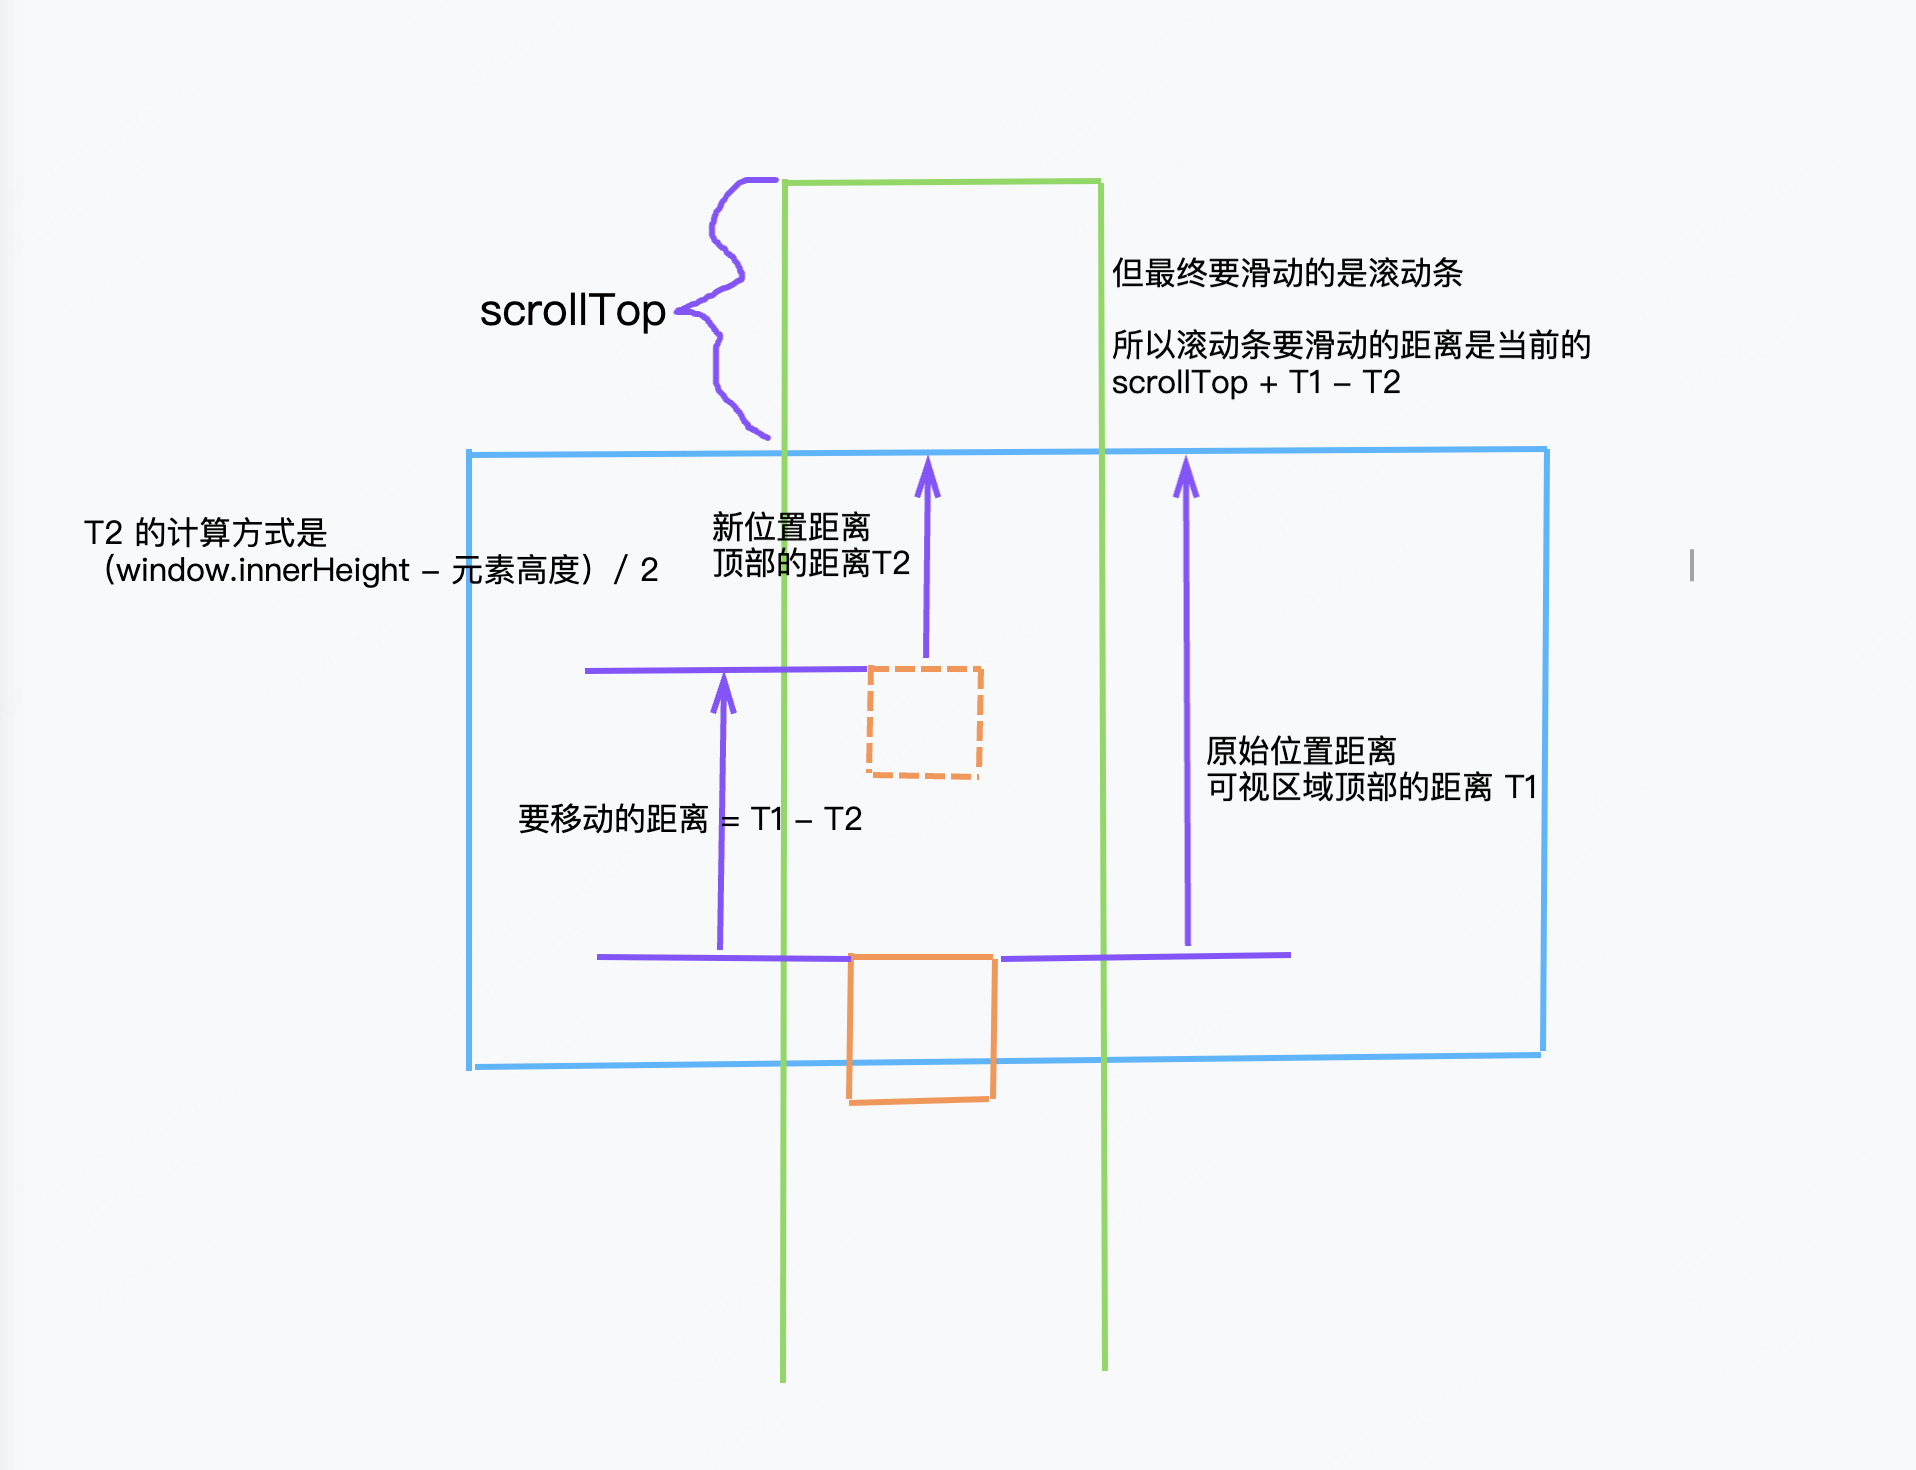 但最终要滑动的是滚动条
scrollTop
所以滚动条要滑动的距离是当前的
scrollTop + T1 – T2
T2 的计算方式是
（window.innerHeight – 元素高度）/ 2
新位置距离
顶部的距离T2
原始位置距离
可视区域顶部的距离 T1
要移动的距离 = T1 – T2